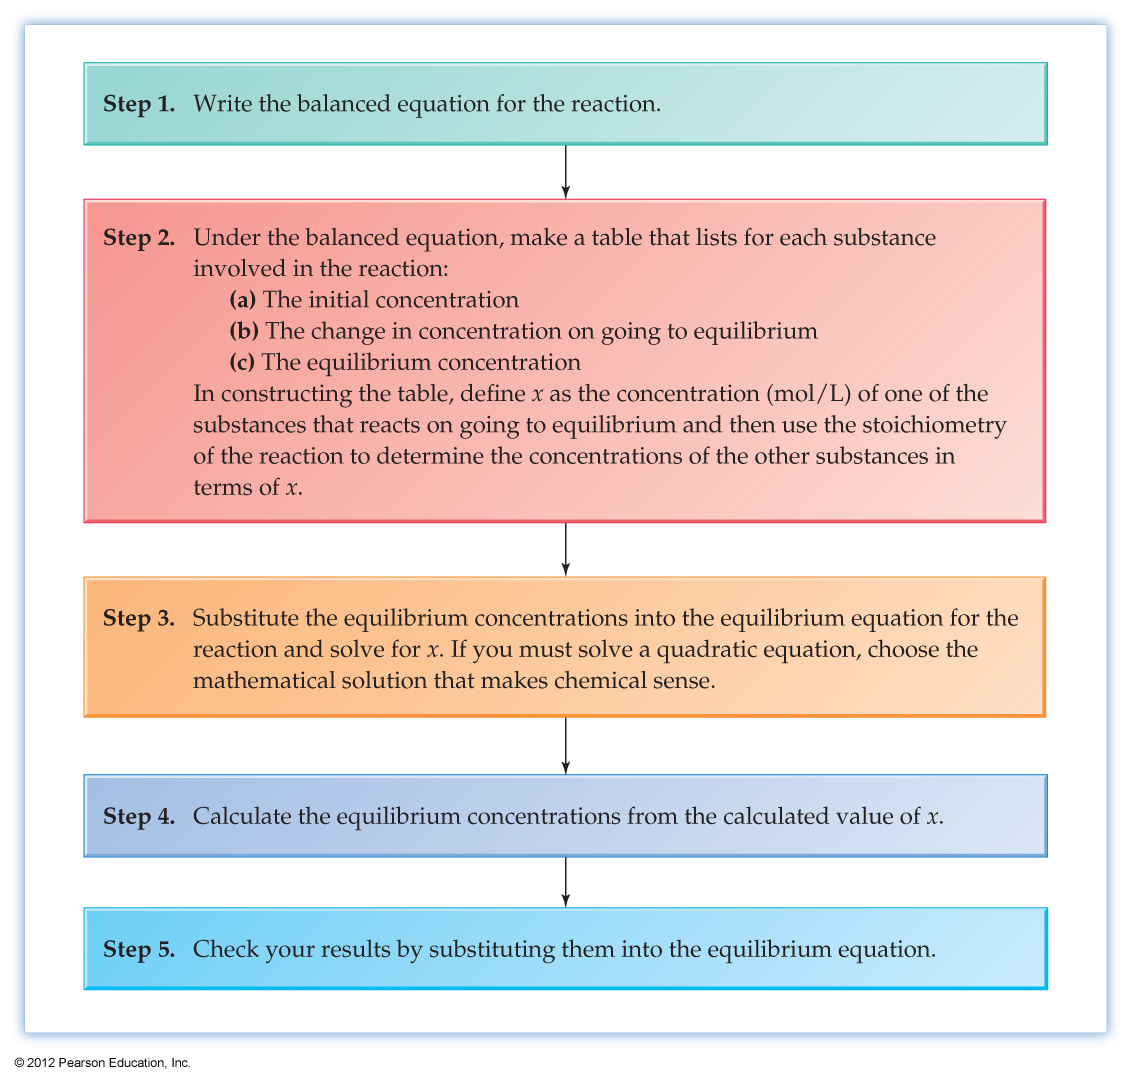 Step 1. Write the balanced equation for the reaction.
Step 2. Under the balanced equation, make a table that lists for each substance
involved in the reaction:
(a) The initial concentration
(b) The change in concentration on going to equilibrium
(c) The equilibrium concentration
In constructing the table, define x as the concentration (mol/L) of one of the
substances that reacts on going to equilibrium and then use the stoichiometry
of the reaction to determine the concentrations of the other substances in
terms of x.
Step 3. Substitute the equilibrium concentrations into the equilibrium equation for the
reaction and solve for x. If you must solve a quadratic equation, choose the
mathematical solution that makes chemical sense.
Step 4. Calculate the equilibrium concentrations from the calculated value of x.
Step 5. Check your results by substituting them into the equilibrium equation.
© 2012 Pearson Education, Inc.